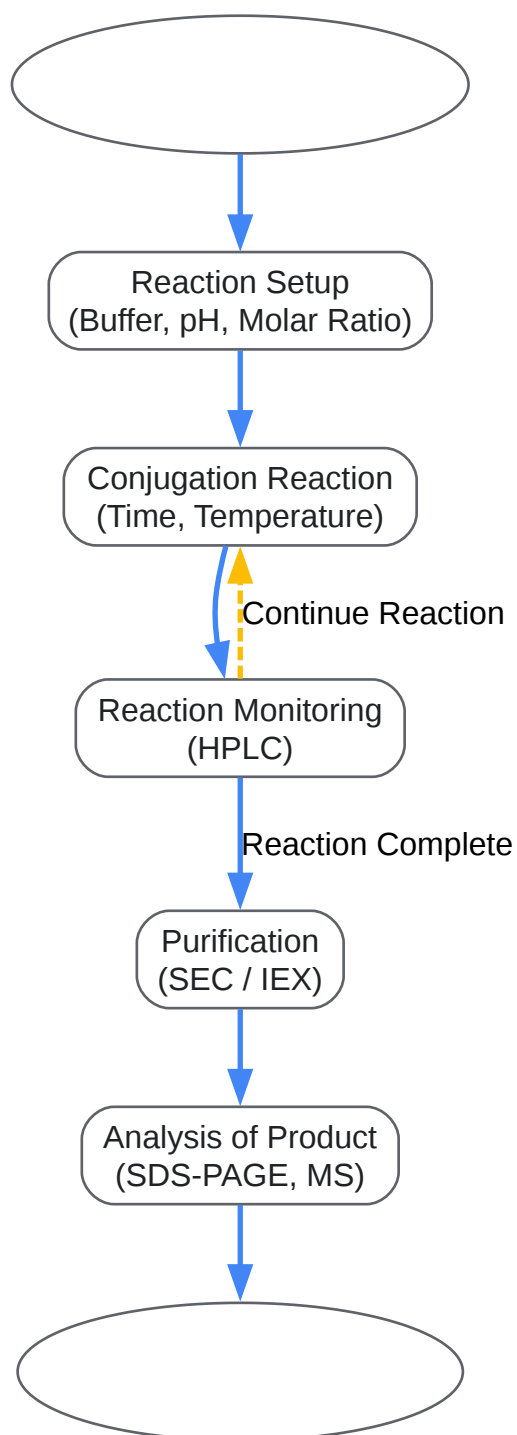 Reaction Setup
(Buffer, pH, Molar Ratio)
Conjugation Reaction
(Time, Temperature)
Continue Reaction
Reaction Monitoring
(HPLC)
Reaction Complete
Purification
(SEC / IEX)
Analysis of Product
(SDS-PAGE, MS)